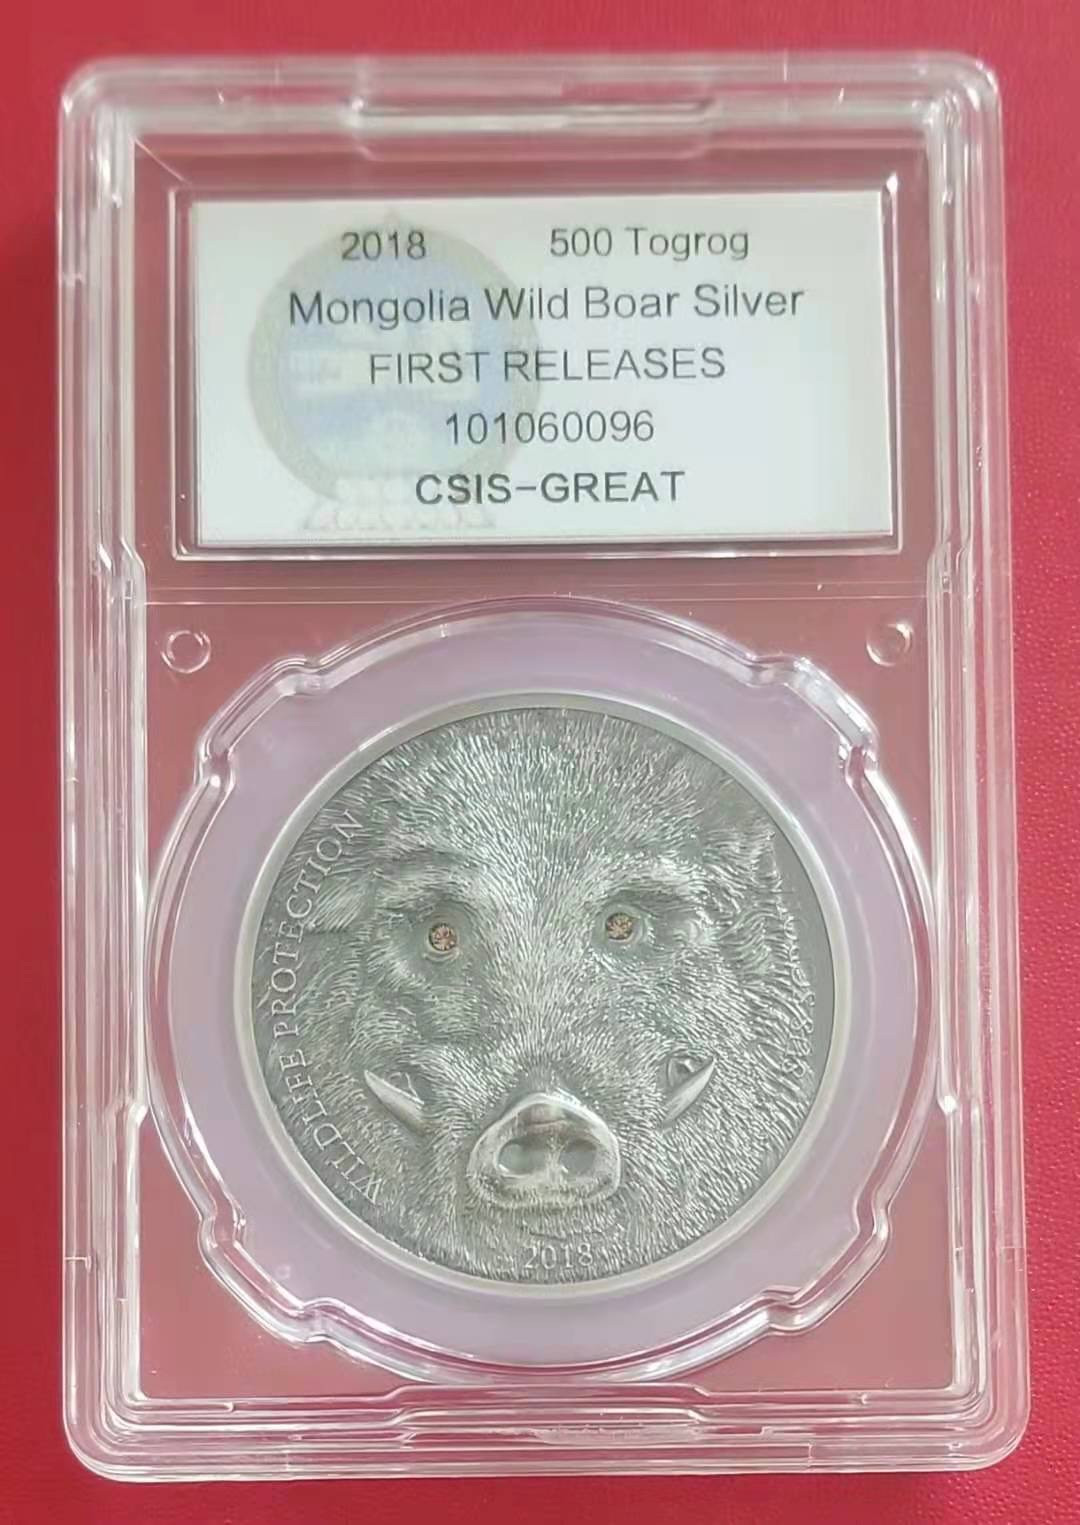 2018 500 Togrog
Mongolia Wild Boar Silver
FIRST RELEASES
101060096
CSIS-GREAT
WILDLIFE PROTECTION
2018